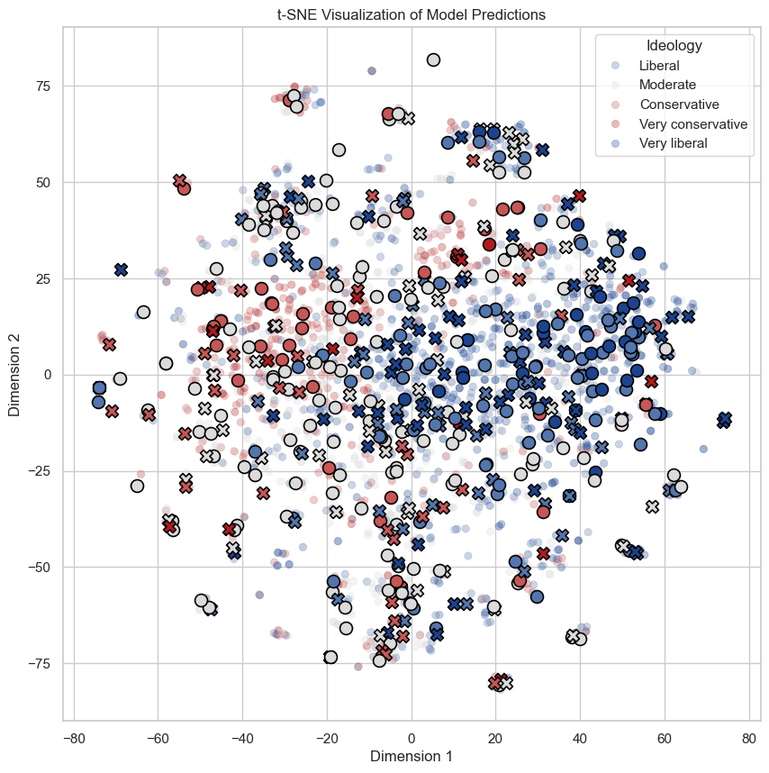 t-SNE Visualization of Model Predictions
Ideology
Liberal
Moderate
Conservative
Very conservative
Very liberal
75
50
25
0
−25
−50
−75
Dimension 2
−80
−60
−40
−20
0
20
40
60
80
Dimension 1